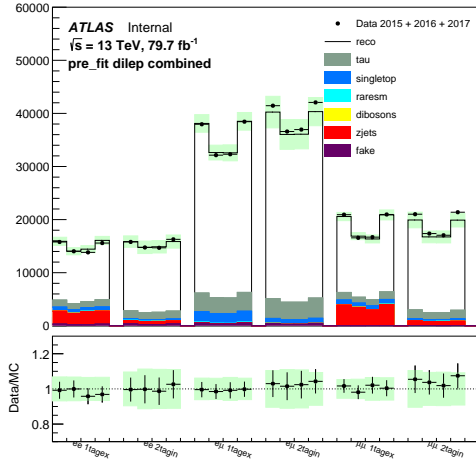 60000
50000
40000
30000
20000
10000
0
ATLAS Internal
√s = 13 TeV, 79.7 fb-1
pre_fit dilep combined
Data 2015 + 2016 + 2017
reco
tau
singletop
raresm
dibosons
zjets
fake
Data/MC
1.2
1
0.8
ee 1tagex
ee 2tagin
eμ 1tagex
eμ 2tagin
μμ 1tagex
μμ 2tagin